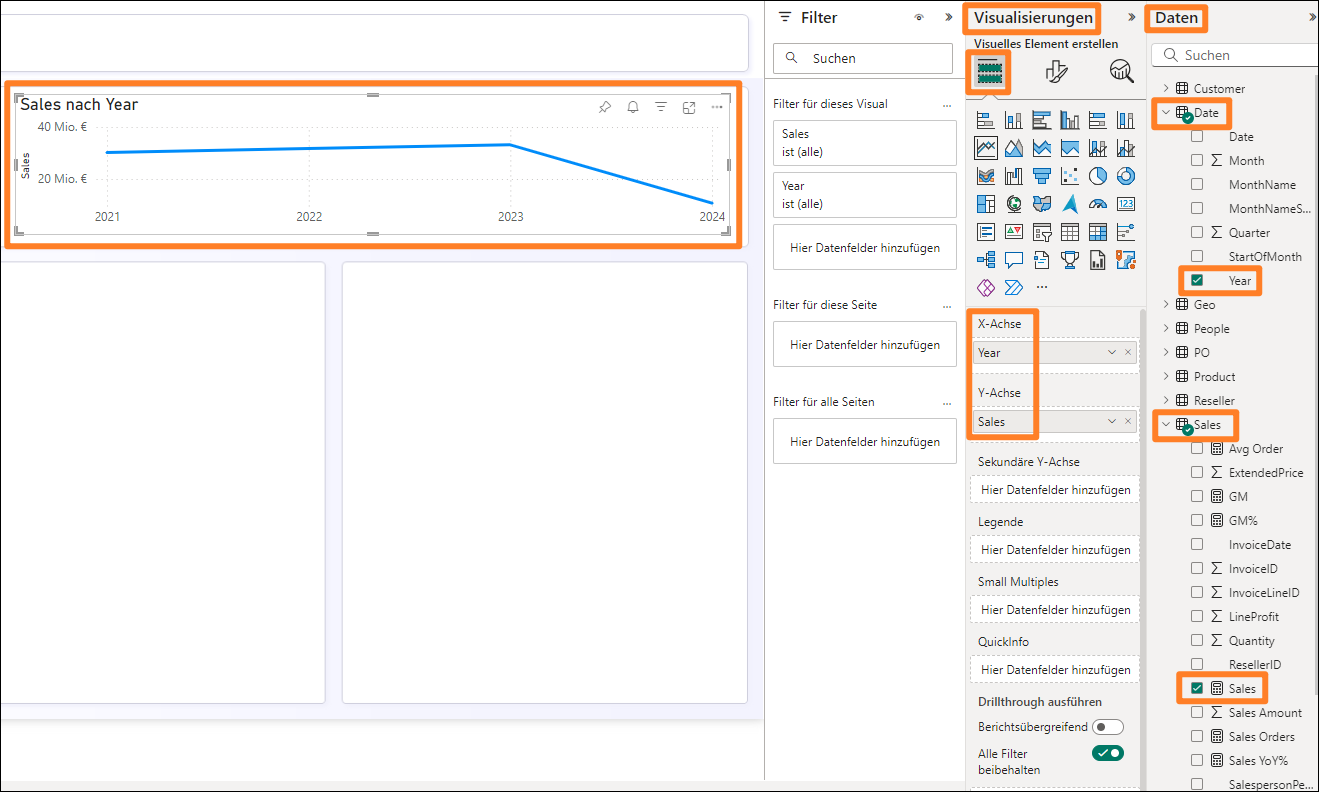 Sales nach Year
40 Mio. €
20 Mio. €
Sales
2021
2022
2023
2024
Filter
Suchen
Filter für dieses Visual
...
Sales
ist (alle)
Year
ist (alle)
Hier Datenfelder hinzufügen
Filter für diese Seite
...
Hier Datenfelder hinzufügen
Filter für alle Seiten
...
Hier Datenfelder hinzufügen
Visualisierungen
Visuelles Element erstellen
123
...
X-Achse
Year
Y-Achse
Sales
Sekundäre Y-Achse
Hier Datenfelder hinzufügen
Legende
Hier Datenfelder hinzufügen
Small Multiples
Hier Datenfelder hinzufügen
QuickInfo
Hier Datenfelder hinzufügen
Drillthrough ausführen
Berichtsübergreifend
Alle Filter
beibehalten
Daten
Suchen
Customer
Date
Date
Month
MonthName
MonthNameS...
Quarter
StartOfMonth
Year
Geo
People
PO
Product
Reseller
Sales
Avg Order
ExtendedPrice
GM
GM%
InvoiceDate
InvoiceID
InvoiceLineID
LineProfit
Quantity
ResellerID
Sales
Sales Amount
Sales Orders
Sales YoY%
SalespersonPe...